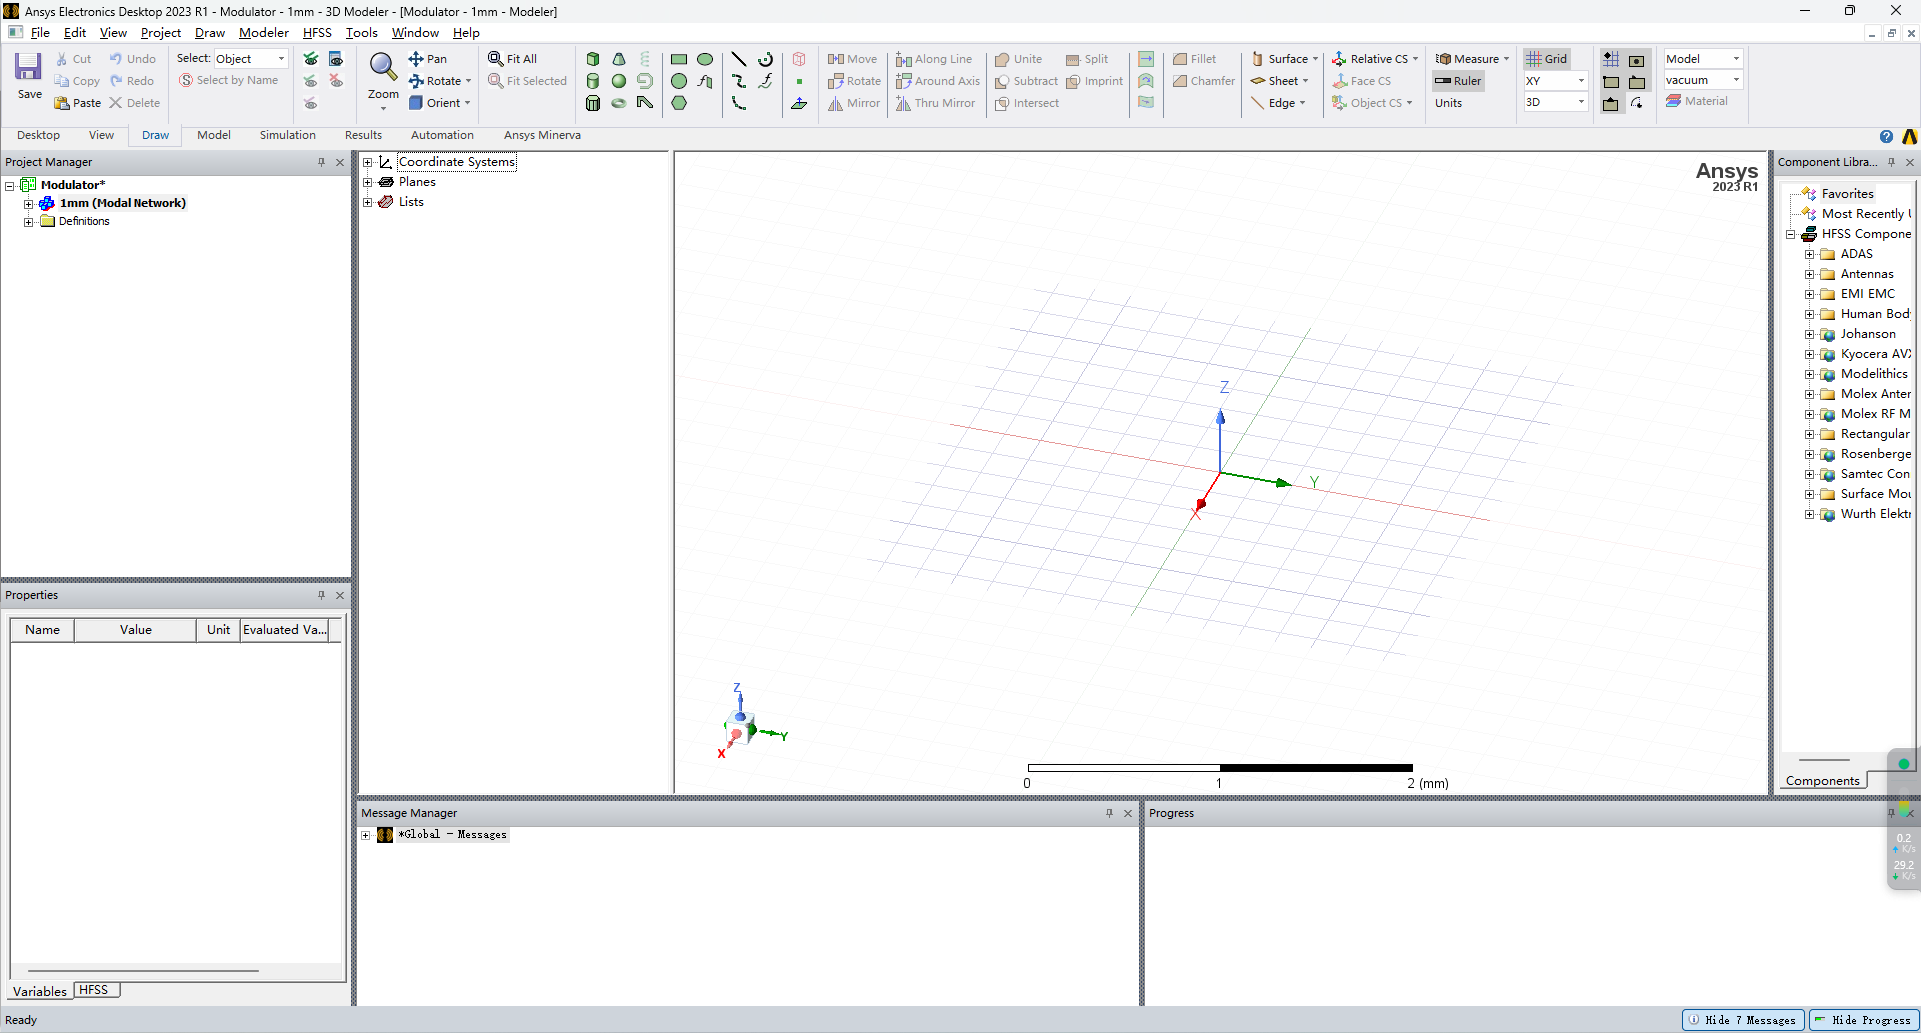 Ansys Electronics Desktop 2023 R1 - Modulator - 1mm - 3D Modeler - [Modulator - 1mm - Modeler]
File Edit View Project Draw Modeler HFSS Tools Window Help
Save
Cut
Copy
Paste
Undo
Redo
Delete
Select: Object
Select by Name
Zoom
Pan
Rotate
Orient
Fit All
Fit Selected
Move
Rotate
Mirror
Along Line
Around Axis
Thru Mirror
Unite
Subtract
Intersect
Split
Imprint
Fillet
Chamfer
Surface
Sheet
Edge
Relative CS
Face CS
Object CS
Measure
Ruler
Units
Grid
XY
3D
Model
vacuum
Material
Desktop View Draw Model Simulation Results Automation Ansys Minerva
Project Manager
Modulator*
1mm (Modal Network)
Definitions
Coordinate Systems
Planes
Lists
Ansys
2023 R1
Z
Y
X
Z
Y
X
0 1 2 (mm)
Component Libra...
Favorites
Most Recently
HFSS Compone
ADAS
Antennas
EMI EMC
Human Body
Johanson
Kyocera AVX
Modelithics
Molex Anter
Molex RF M
Rectangular
Rosenberge
Samtec Con
Surface Mou
Wurth Elektr
Components
Properties
Name Value Unit Evaluated Va...
Variables HFSS
Message Manager
*Global - Messages
Progress
0.2
K/s
29.2
K/s
Ready
Hide 7 Messages
Hide Progress